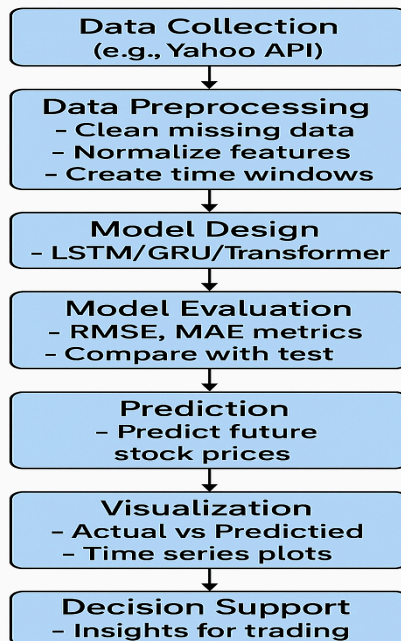 Data Collection
(e.g., Yahoo API)
Data Preprocessing
– Clean missing data
– Normalize features
– Create time windows
Model Design
– LSTM/GRU/Transformer
Model Evaluation
– RMSE, MAE metrics
– Compare with test
Prediction
– Predict future
stock prices
Visualization
– Actual vs Predictied
– Time series plots
Decision Support
– Insights for trading